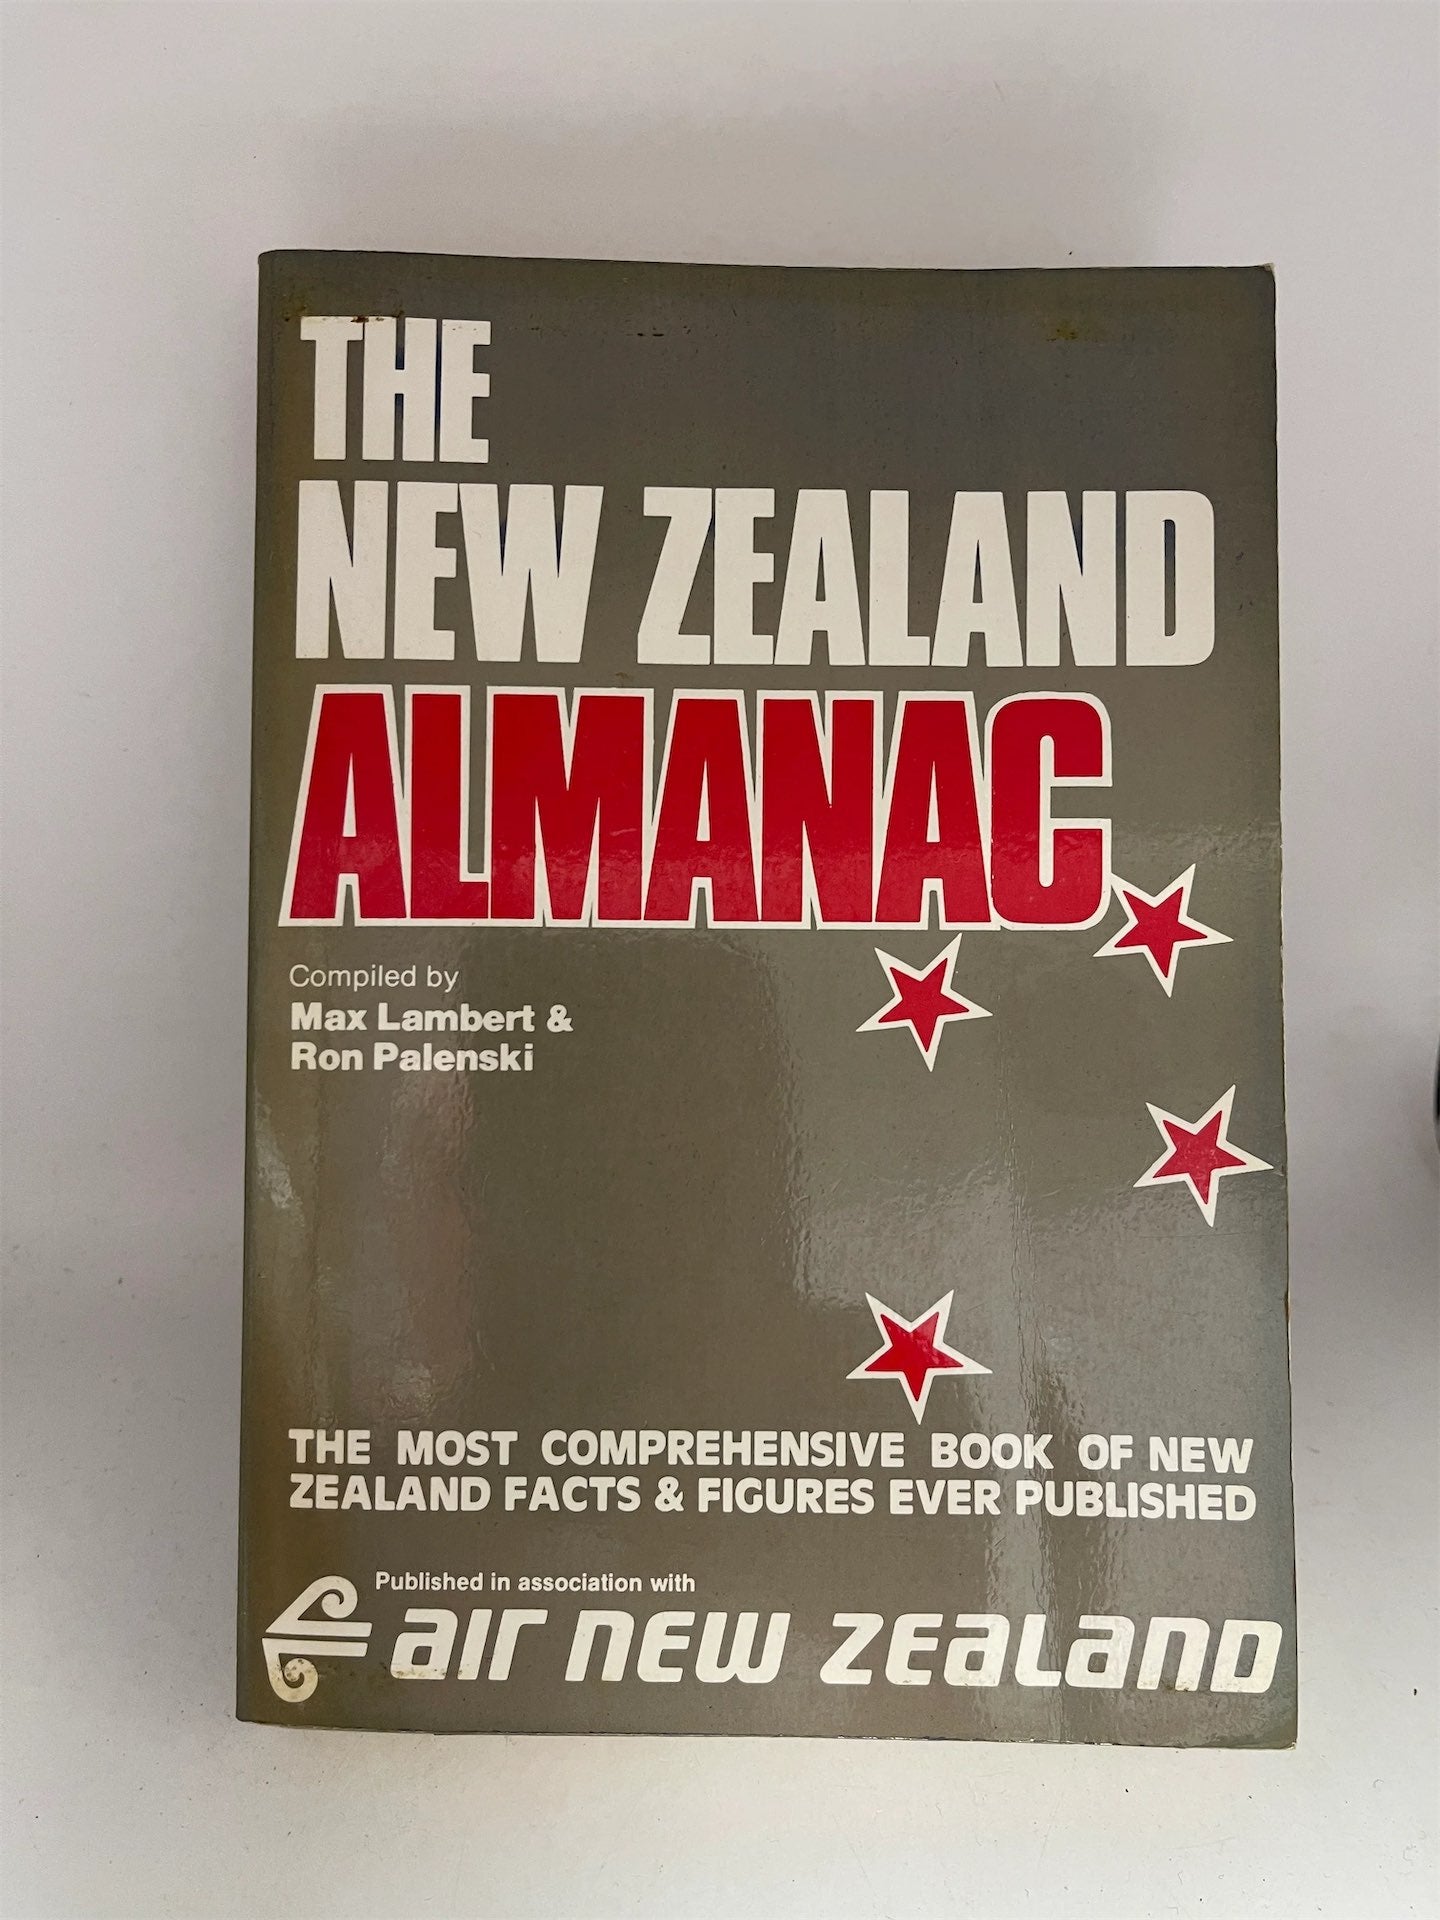 THE
NEW ZEALAND
ALMANAC
Compiled by
Max Lambert &
Ron Palenski
THE MOST COMPREHENSIVE BOOK OF NEW
ZEALAND FACTS & FIGURES EVER PUBLISHED
Published in association with
air new zealand